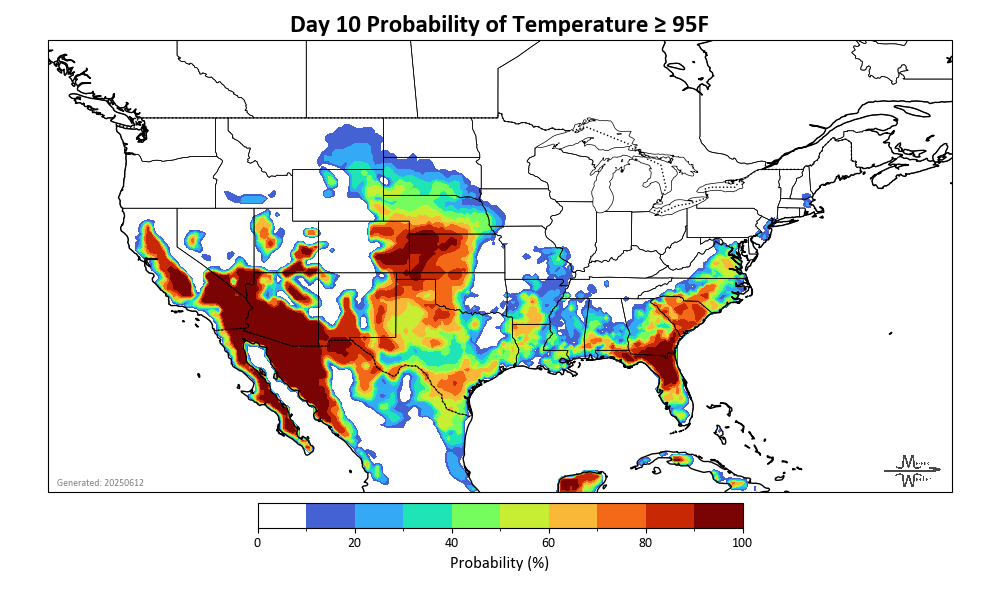 Day 10 Probability of Temperature ≥ 95F
Generated: 20250612
0 20 40 60 80 100
Probability (%)